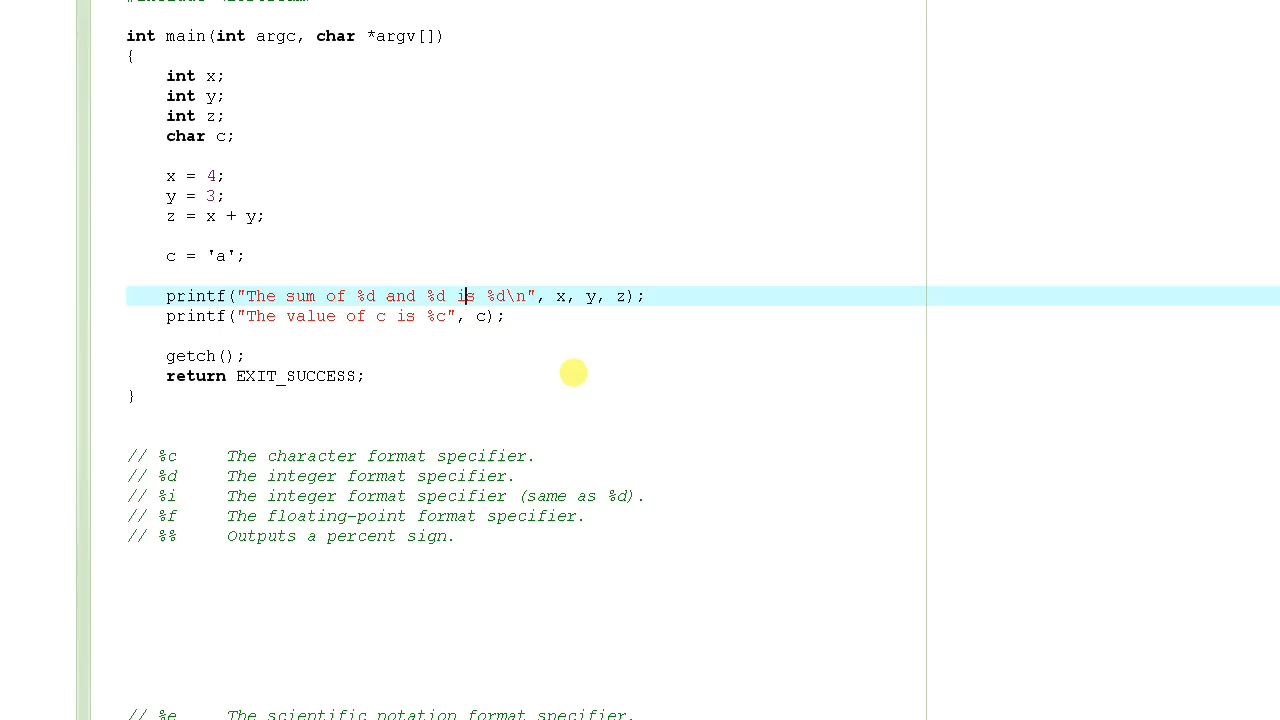 int main(int argc, char *argv[])
{
int x;
int y;
int z;
char c;
x = 4;
y = 3;
z = x + y;
c = 'a';
printf("The sum of %d and %d is %d\n", x, y, z);
printf("The value of c is %c", c);
getch();
return EXIT_SUCCESS;
}
// %c The character format specifier.
// %d The integer format specifier.
// %i The integer format specifier (same as %d).
// %f The floating-point format specifier.
// %% Outputs a percent sign.
// %e The scientific notation format specifier.